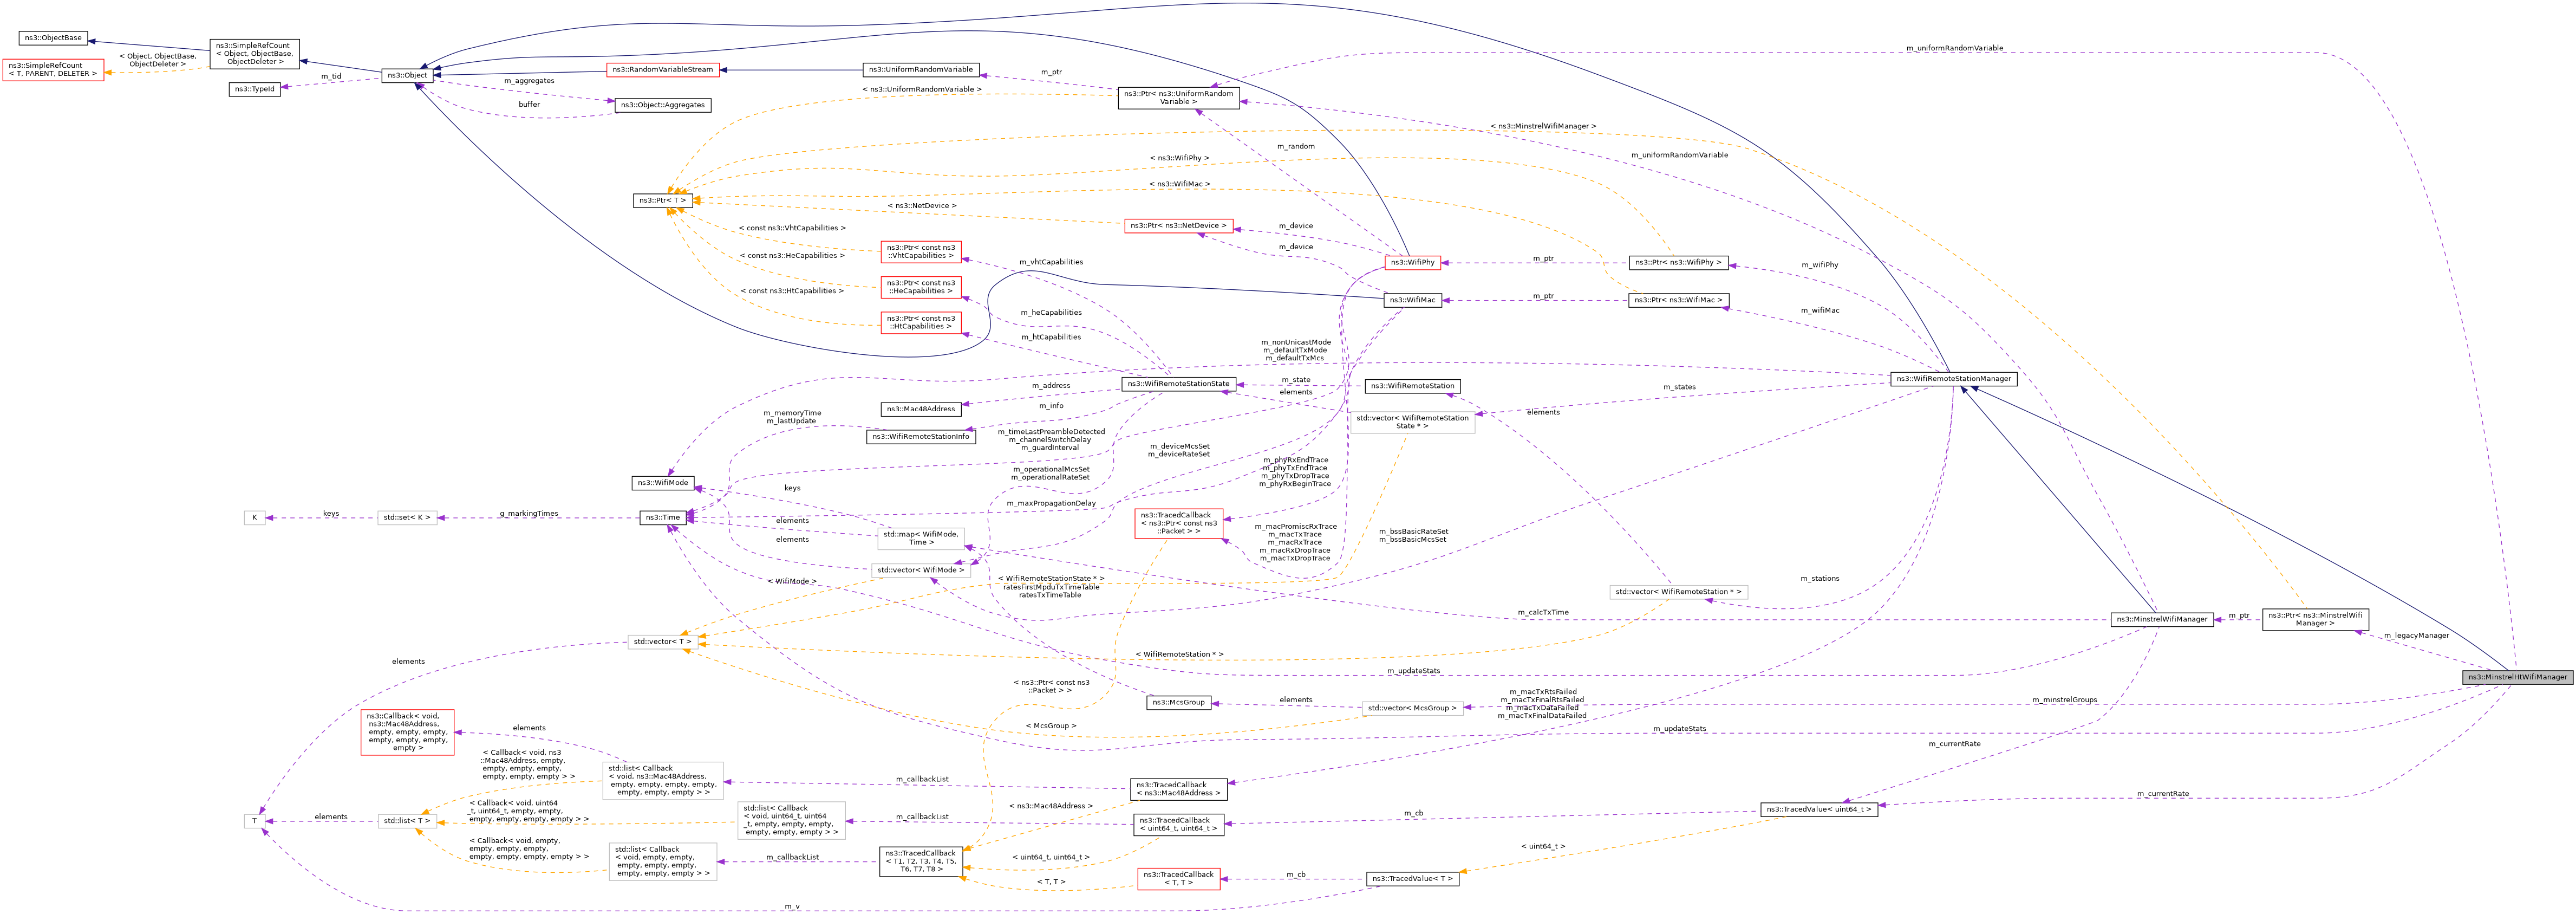 ns3::ObjectBase
ns3::SimpleRefCount
< T, PARENT, DELETER >
< Object, ObjectBase,
ObjectDeleter >
ns3::SimpleRefCount
< Object, ObjectBase,
ObjectDeleter >
ns3::TypeId
m_tid
ns3::Object
m_aggregates
buffer
ns3::RandomVariableStream
ns3::Object::Aggregates
ns3::UniformRandomVariable
< ns3::UniformRandomVariable >
m_ptr
ns3::Ptr< ns3::UniformRandom
Variable >
m_uniformRandomVariable
< ns3::MinstrelWifiManager >
m_random
m_uniformRandomVariable
< ns3::WifiPhy >
< ns3::WifiMac >
ns3::Ptr< T >
< ns3::NetDevice >
ns3::Ptr< ns3::NetDevice >
m_device
m_device
< const ns3::VhtCapabilities >
< const ns3::HeCapabilities >
< const ns3::HtCapabilities >
ns3::Ptr< const ns3
::VhtCapabilities >
ns3::Ptr< const ns3
::HeCapabilities >
ns3::Ptr< const ns3
::HtCapabilities >
m_vhtCapabilities
m_heCapabilities
m_htCapabilities
ns3::WifiPhy
ns3::WifiMac
m_ptr
m_ptr
ns3::Ptr< ns3::WifiPhy >
ns3::Ptr< ns3::WifiMac >
m_wifiPhy
m_wifiMac
m_nonUnicastMode
m_defaultTxMode
m_defaultTxMcs
ns3::WifiRemoteStationState
m_state
elements
ns3::WifiRemoteStation
m_states
ns3::WifiRemoteStationManager
m_address
m_info
ns3::Mac48Address
ns3::WifiRemoteStationInfo
m_memoryTime
m_lastUpdate
std::vector< WifiRemoteStation
State * >
elements
m_timeLastPreambleDetected
m_channelSwitchDelay
m_guardInterval
m_deviceMcsSet
m_deviceRateSet
m_operationalMcsSet
m_operationalRateSet
m_phyRxEndTrace
m_phyTxEndTrace
m_phyTxDropTrace
m_phyRxBeginTrace
ns3::WifiMode
keys
m_maxPropagationDelay
K
keys
std::set< K >
g_markingTimes
ns3::Time
elements
elements
std::map< WifiMode,
Time >
std::vector< WifiMode >
ns3::TracedCallback
< ns3::Ptr< const ns3
::Packet > >
m_macPromiscRxTrace
m_macTxTrace
m_macRxTrace
m_macRxDropTrace
m_macTxDropTrace
m_bssBasicRateSet
m_bssBasicMcsSet
< WifiMode >
< WifiRemoteStationState * >
ratesFirstMpduTxTimeTable
ratesTxTimeTable
m_stations
std::vector< WifiRemoteStation * >
m_calcTxTime
ns3::MinstrelWifiManager
m_ptr
ns3::Ptr< ns3::MinstrelWifi
Manager >
m_legacyManager
std::vector< T >
elements
< WifiRemoteStation * >
m_updateStats
ns3::MinstrelHtWifiManager
< ns3::Ptr< const ns3
::Packet > >
ns3::McsGroup
elements
std::vector< McsGroup >
m_macTxRtsFailed
m_macTxFinalRtsFailed
m_macTxDataFailed
m_macTxFinalDataFailed
m_minstrelGroups
< McsGroup >
m_updateStats
m_currentRate
ns3::Callback< void,
ns3::Mac48Address,
empty, empty, empty,
empty, empty, empty,
empty >
elements
< Callback< void, ns3
::Mac48Address, empty,
empty, empty, empty,
empty, empty, empty > >
std::list< Callback
< void, ns3::Mac48Address,
empty, empty, empty, empty,
empty, empty, empty > >
m_callbackList
ns3::TracedCallback
< ns3::Mac48Address >
m_currentRate
T
elements
std::list< T >
< Callback< void, uint64
_t, uint64_t, empty, empty,
empty, empty, empty, empty > >
std::list< Callback
< void, uint64_t, uint64
_t, empty, empty, empty,
empty, empty, empty > >
m_callbackList
< ns3::Mac48Address >
ns3::TracedCallback
< uint64_t, uint64_t >
m_cb
ns3::TracedValue< uint64_t >
< Callback< void, empty,
empty, empty, empty,
empty, empty, empty, empty > >
std::list< Callback
< void, empty, empty,
empty, empty, empty,
empty, empty, empty > >
m_callbackList
ns3::TracedCallback
< T1, T2, T3, T4, T5,
T6, T7, T8 >
< uint64_t, uint64_t >
< T, T >
ns3::TracedCallback
< T, T >
m_cb
ns3::TracedValue< T >
< uint64_t >
m_v